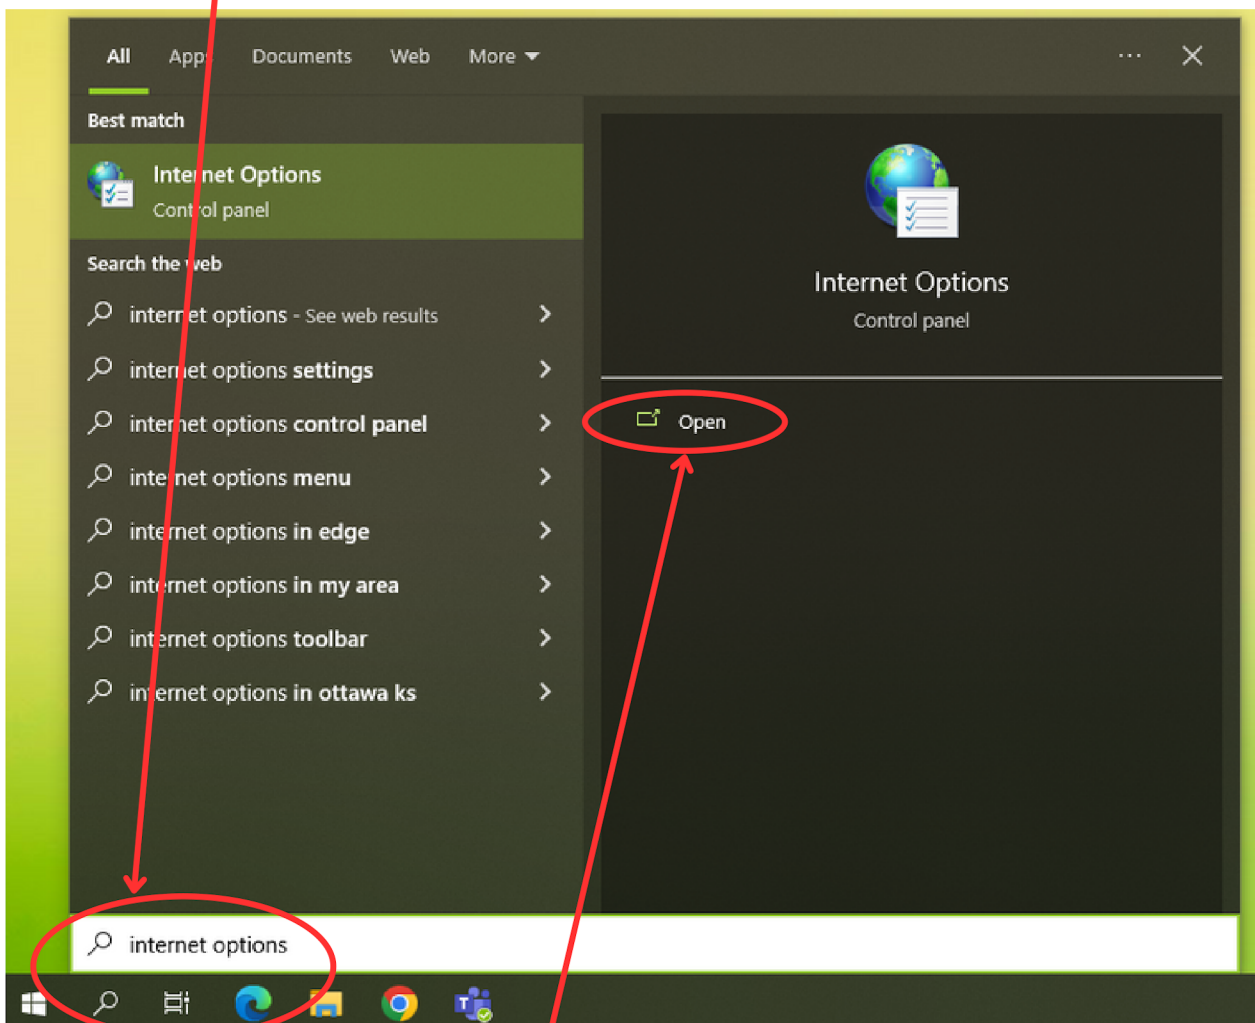 All Apps Documents Web More
Best match
Internet Options
Control panel
Search the web
internet options - See web results
internet options settings
internet options control panel
internet options menu
internet options in edge
internet options in my area
internet options toolbar
internet options in ottawa ks
Internet Options
Control panel
Open
internet options
T